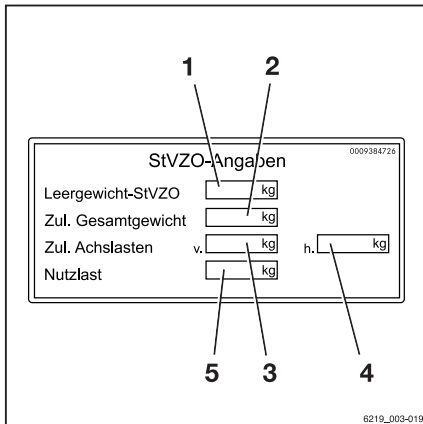 1 2
0009384726
StVZO-Angaben
Leergewicht-StVZO kg
Zul. Gesamtgewicht kg
Zul. Achslasten v. kg h. kg
Nutzlast kg
5 3 4
6219_003-019